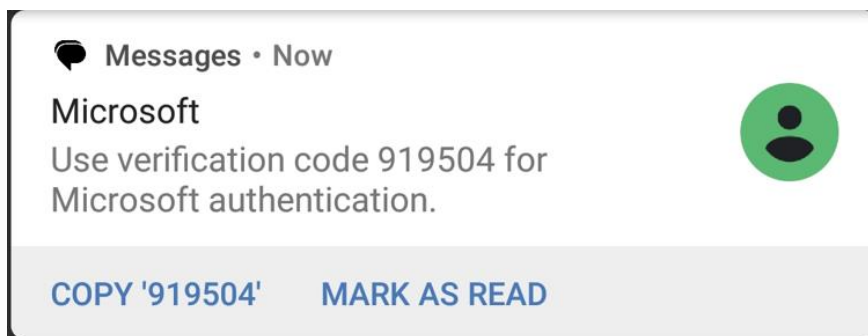 Messages • Now
Microsoft
Use verification code 919504 for
Microsoft authentication.
COPY '919504' MARK AS READ